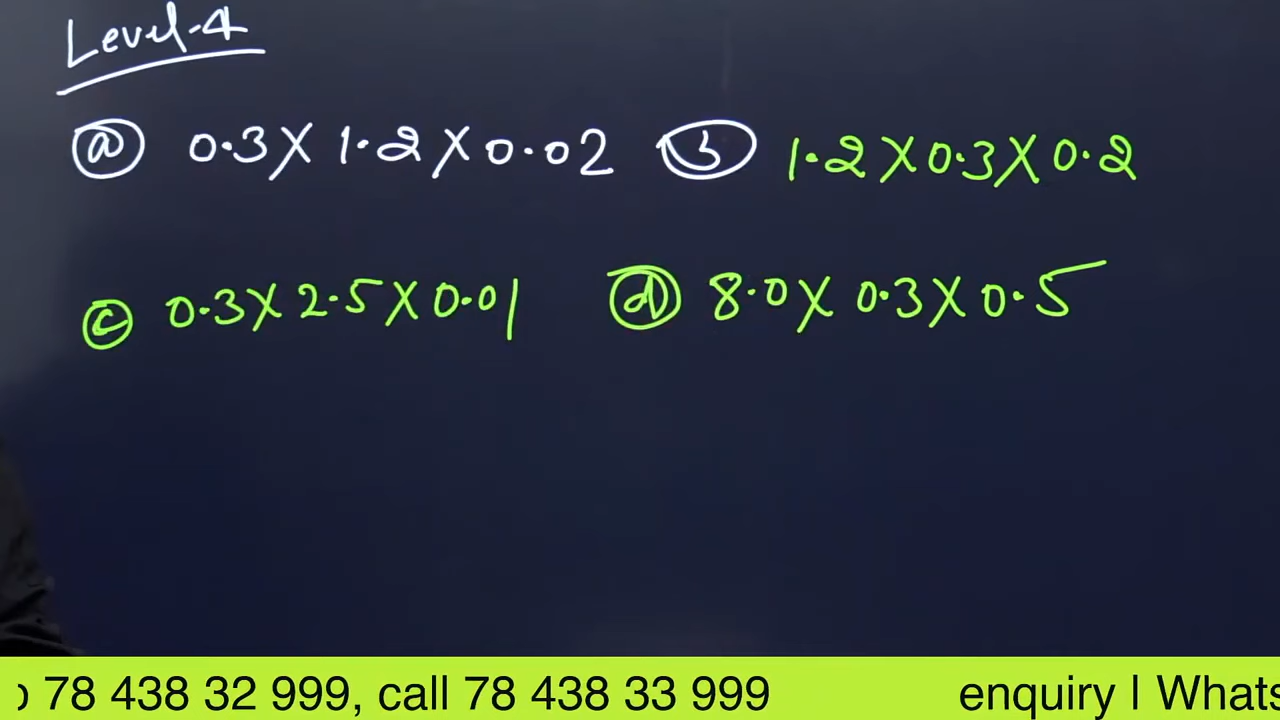 Level-4
(a) 0.3 X 1.2 X 0.02 (b) 1.2 X 0.3 X 0.2
(c) 0.3 X 2.5 X 0.01 (d) 8.0 X 0.3 X 0.5
78 438 32 999, call 78 438 33 999 enquiry | Whats